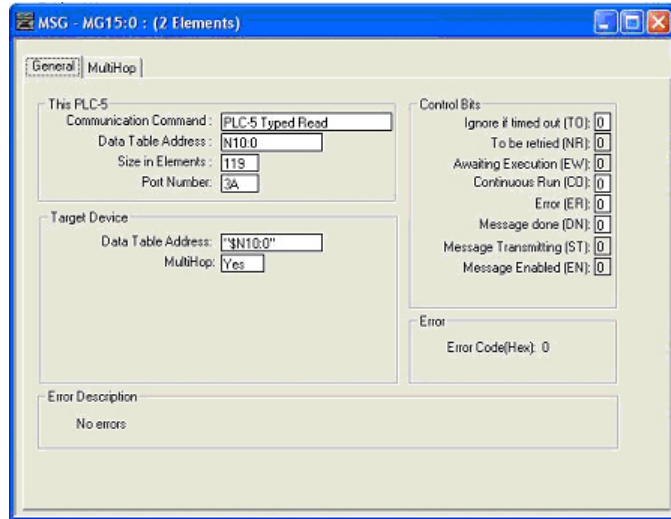 MSG - MG15:0 : (2 Elements)
General MultiHop
This PLC-5
Communication Command : PLC-5 Typed Read
Data Table Address : N10:0
Size in Elements : 119
Port Number: 3A
Target Device
Data Table Address: "$N10:0"
MultiHop: Yes
Control Bits
Ignore if timed out (TO): 0
To be retried (NR): 0
Awaiting Execution (EW): 0
Continuous Run (CO): 0
Error (ER): 0
Message done (DN): 0
Message Transmitting (ST): 0
Message Enabled (EN): 0
Error
Error Code(Hex): 0
Error Description
No errors